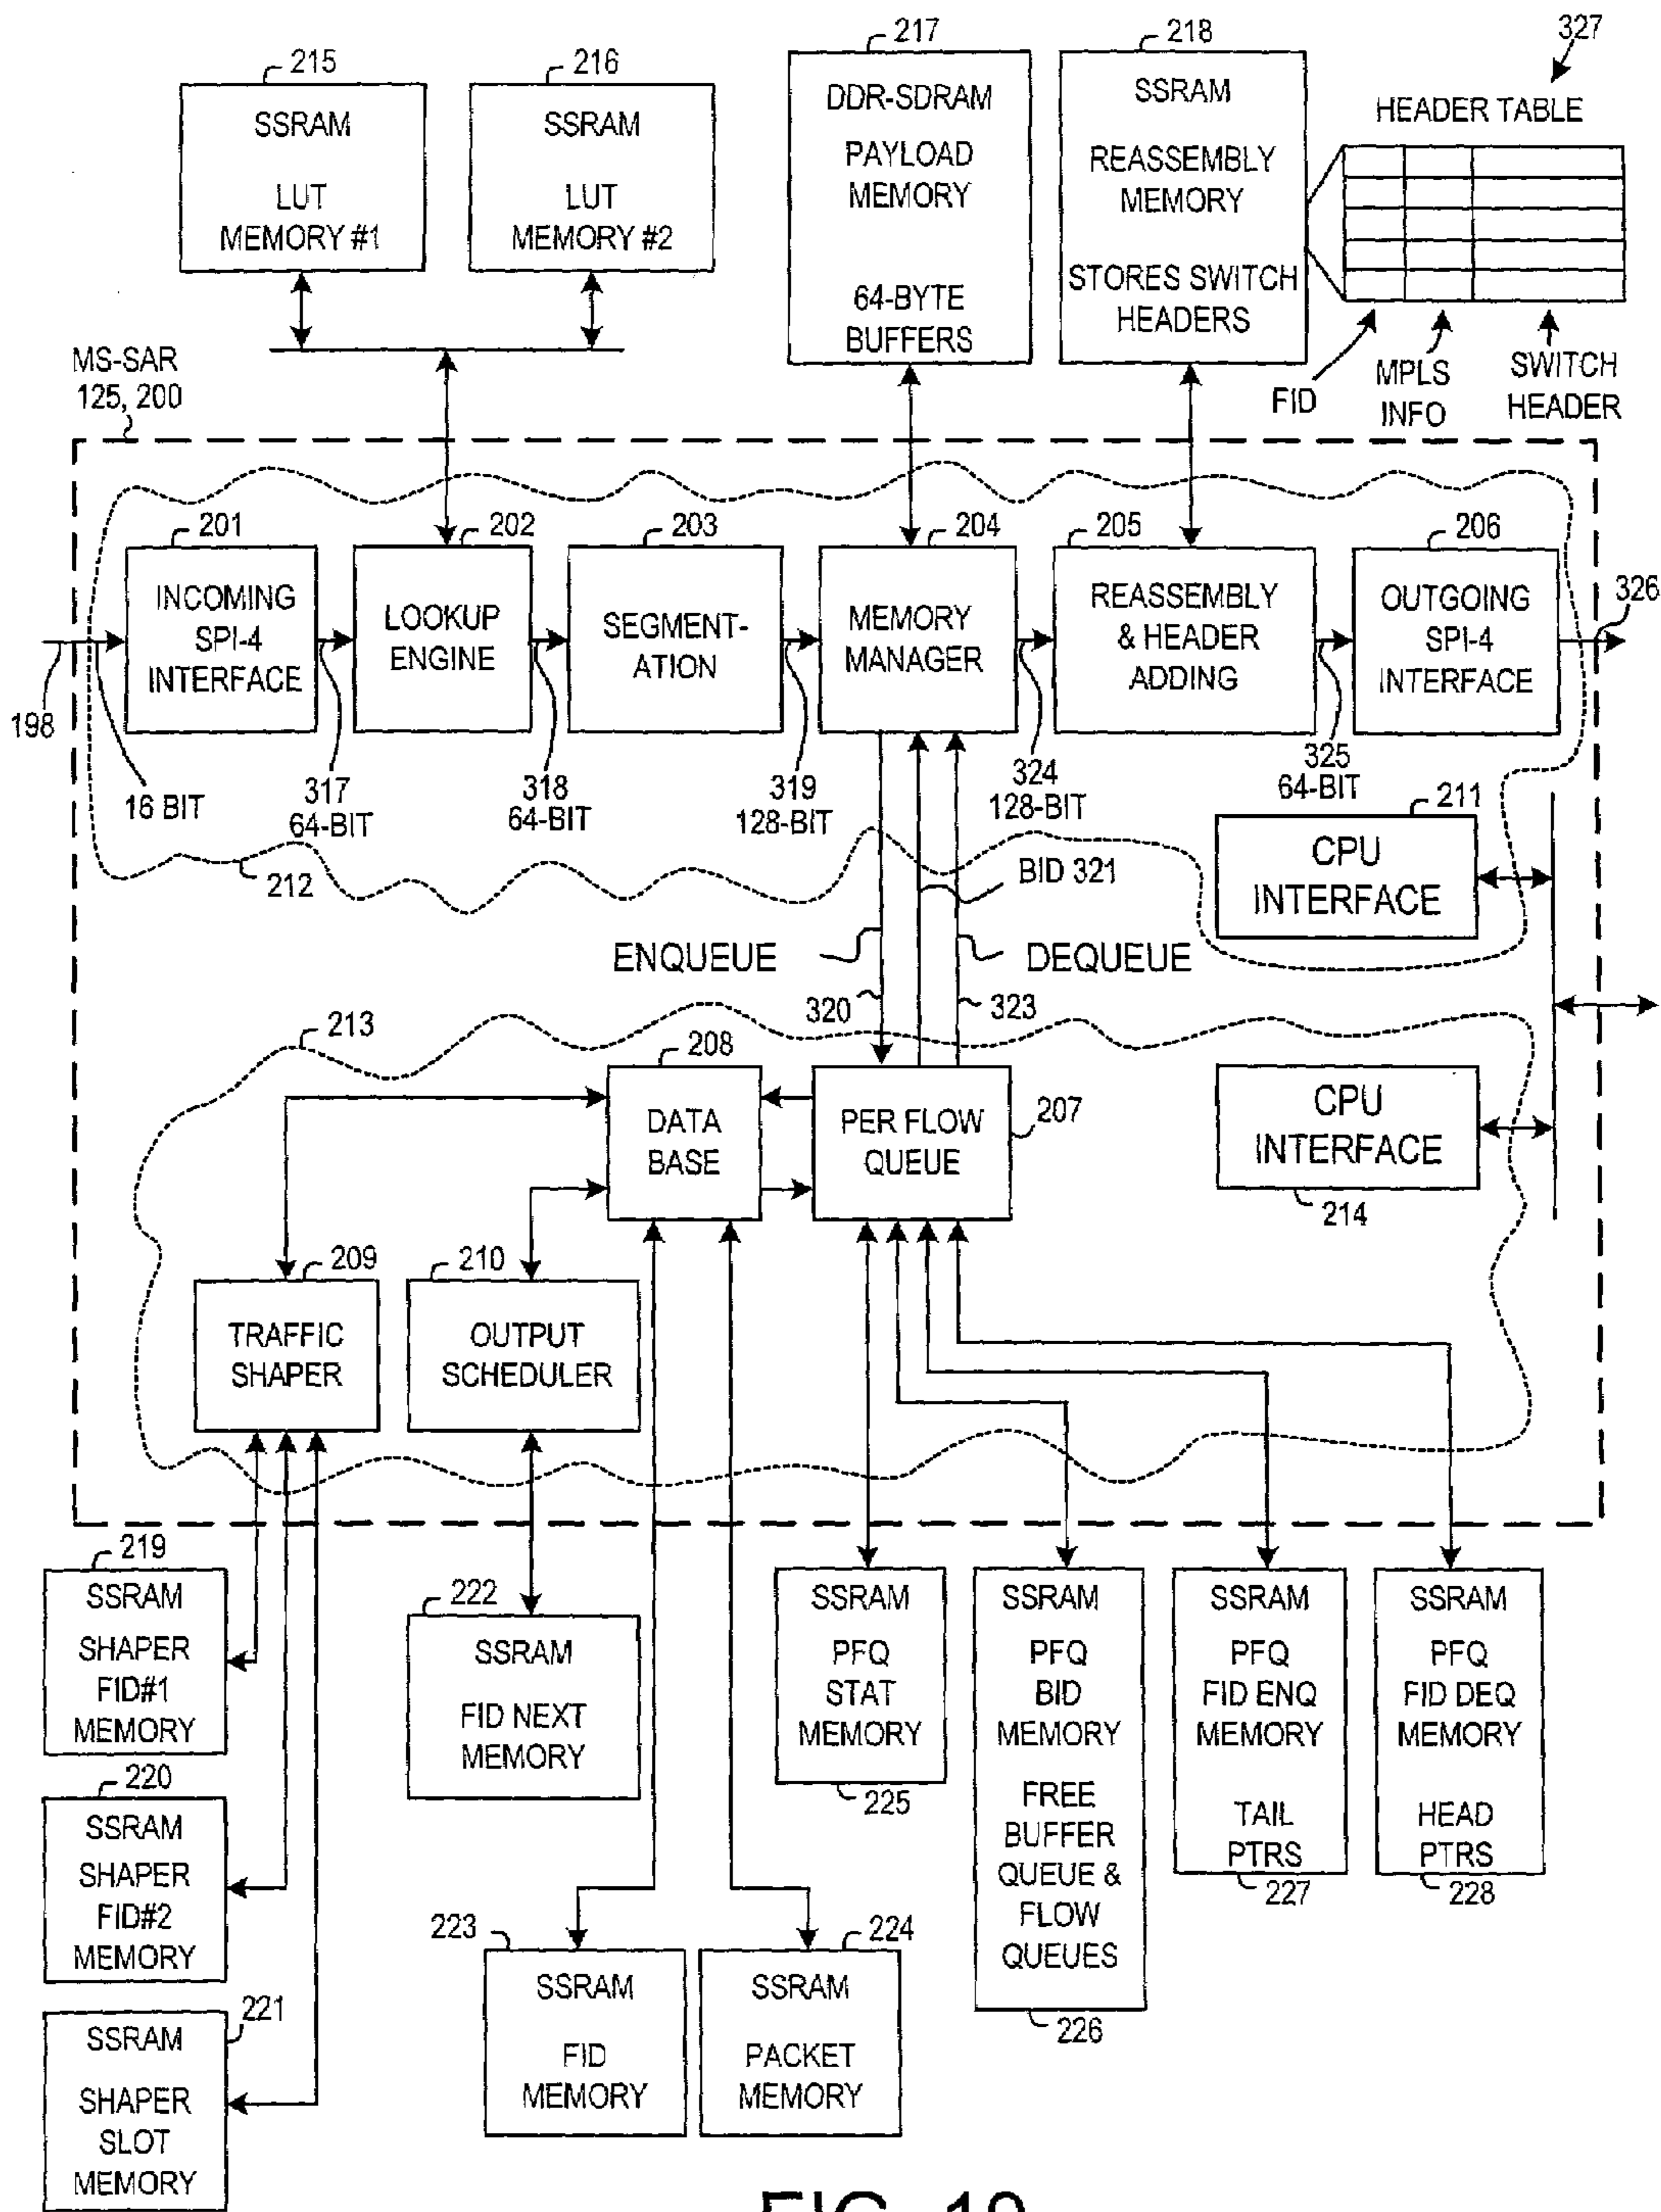 215
SSRAM
LUT
MEMORY #1
216
SSRAM
LUT
MEMORY #2
217
DDR-SDRAM
PAYLOAD
MEMORY
64-BYTE
BUFFERS
218
SSRAM
REASSEMBLY
MEMORY
STORES SWITCH
HEADERS
327
HEADER TABLE
FID
MPLS
INFO
SWITCH
HEADER
MS-SAR
125, 200
201
INCOMING
SPI-4
INTERFACE
202
LOOKUP
ENGINE
203
SEGMENT-
ATION
204
MEMORY
MANAGER
205
REASSEMBLY
& HEADER
ADDING
206
OUTGOING
SPI-4
INTERFACE
326
198
16 BIT
317
64-BIT
318
64-BIT
319
128-BIT
324
128-BIT
325
64-BIT
211
CPU
INTERFACE
212
BID 321
ENQUEUE
DEQUEUE
320
323
213
208
DATA
BASE
PER FLOW
QUEUE
207
CPU
INTERFACE
214
209
TRAFFIC
SHAPER
210
OUTPUT
SCHEDULER
219
SSRAM
SHAPER
FID#1
MEMORY
220
SSRAM
SHAPER
FID#2
MEMORY
221
SSRAM
SHAPER
SLOT
MEMORY
222
SSRAM
FID NEXT
MEMORY
223
SSRAM
FID
MEMORY
224
SSRAM
PACKET
MEMORY
SSRAM
PFQ
STAT
MEMORY
225
SSRAM
PFQ
BID
MEMORY
FREE
BUFFER
QUEUE &
FLOW
QUEUES
226
SSRAM
PFQ
FID ENQ
MEMORY
TAIL
PTRS
227
SSRAM
PFQ
FID DEQ
MEMORY
HEAD
PTRS
228